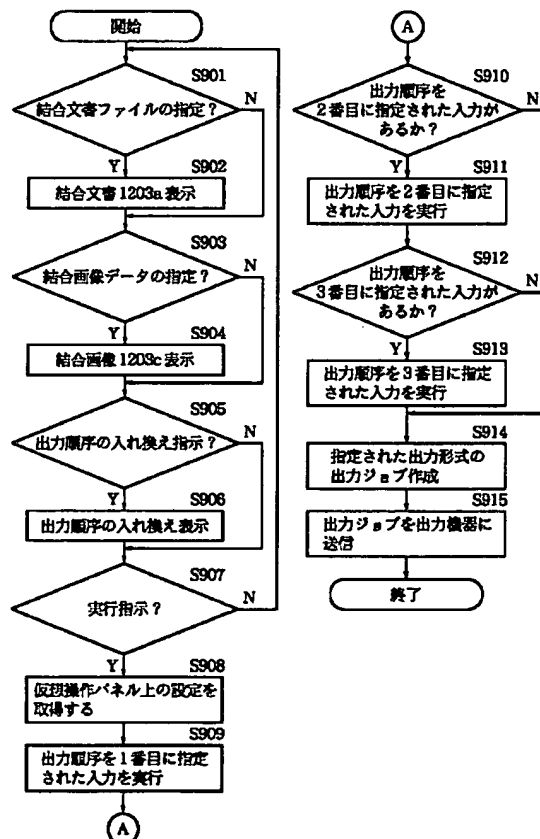 開始
S901
結合文書ファイルの指定？
N
Y
S902
結合文書1203a表示
S903
結合画像データの指定？
N
Y
S904
結合画像1203c表示
S905
出力順序の入れ換え指示？
N
Y
S906
出力順序の入れ換え表示
S907
実行指示？
N
Y
S908
仮想操作パネル上の設定を
取得する
S909
出力順序を1番目に指定
された入力を実行
A
A
S910
出力順序を
2番目に指定された入力が
あるか？
N
Y
S911
出力順序を2番目に指定
された入力を実行
S912
出力順序を
3番目に指定された入力が
あるか？
N
Y
S913
出力順序を3番目に指定
された入力を実行
S914
指定された出力形式の
出力ジョブ作成
S915
出力ジョブを出力機器に
送信
終了